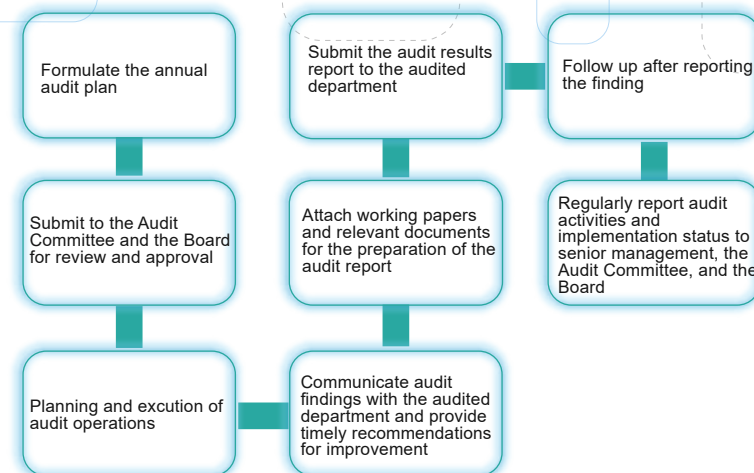 Formulate the annual
audit plan
Submit to the Audit
Committee and the Board
for review and approval
Planning and excution of
audit operations
Communicate audit
findings with the audited
department and provide
timely recommendations
for improvement
Attach working papers
and relevant documents
for the preparation of the
audit report
Submit the audit results
report to the audited
department
Follow up after reporting
the finding
Regularly report audit
activities and
implementation status to
senior management, the
Audit Committee, and the
Board